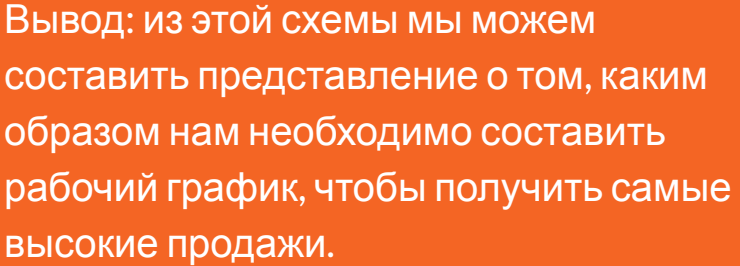 Вывод: из этой схемы мы можем
составить представление о том, каким
образом нам необходимо составить
рабочий график, чтобы получить самые
высокие продажи.